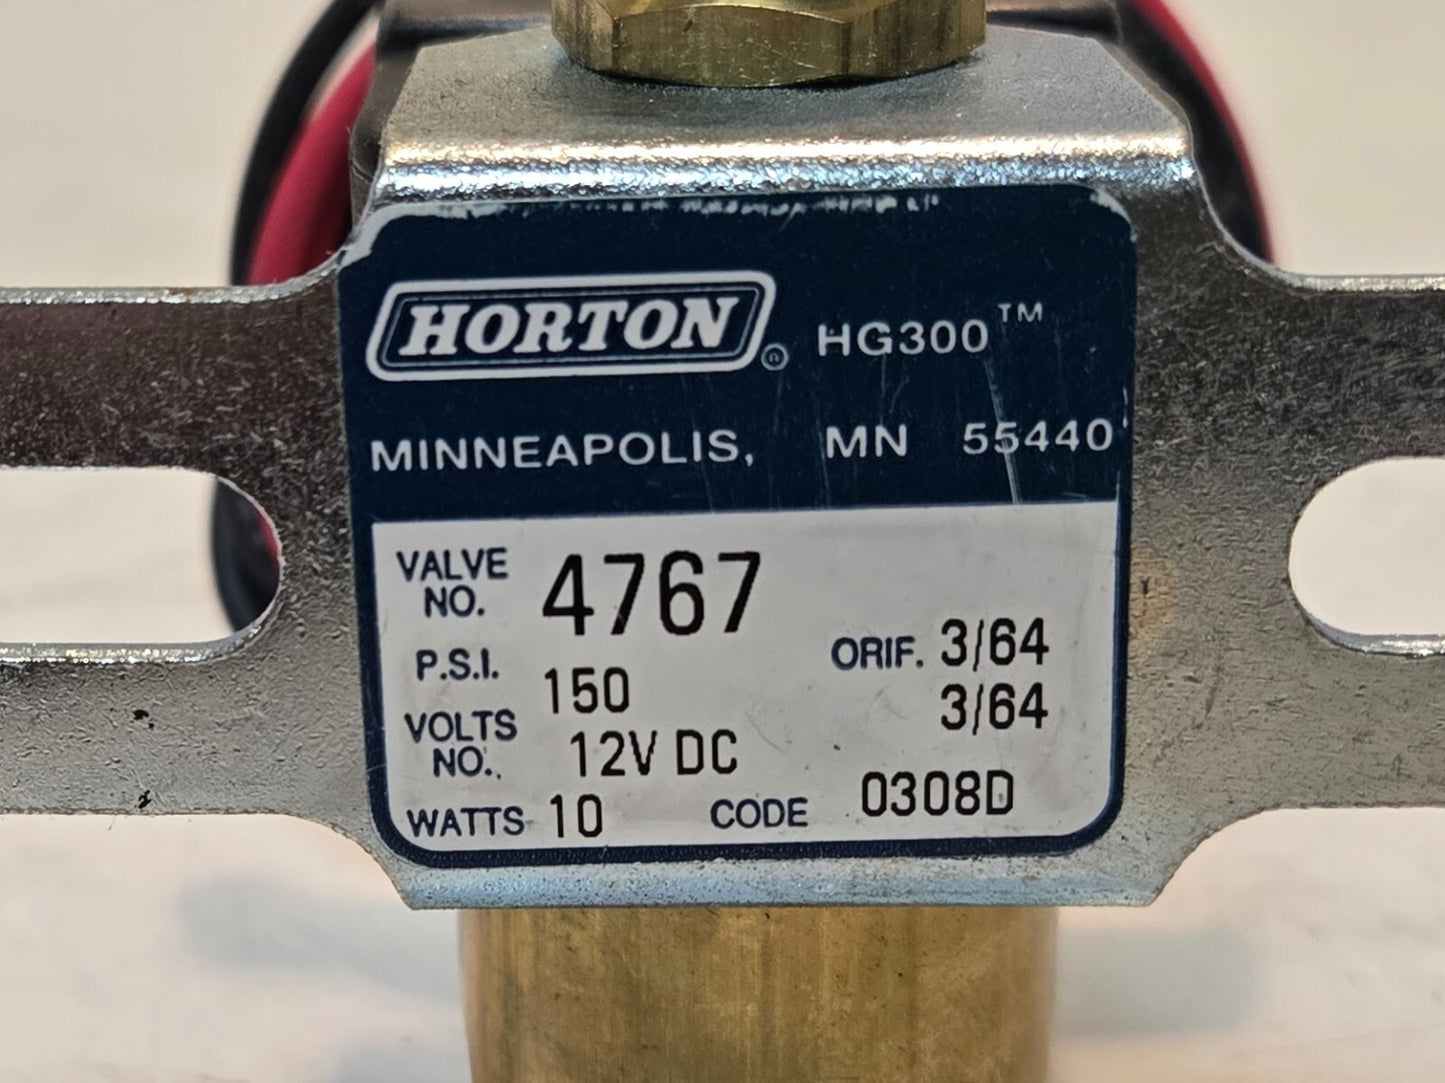 HORTON ® HG300™
MINNEAPOLIS, MN 55440
VALVE NO. 4767
P.S.I. 150
ORIF. 3/64
3/64
VOLTS NO. 12V DC
WATTS 10 CODE 0308D